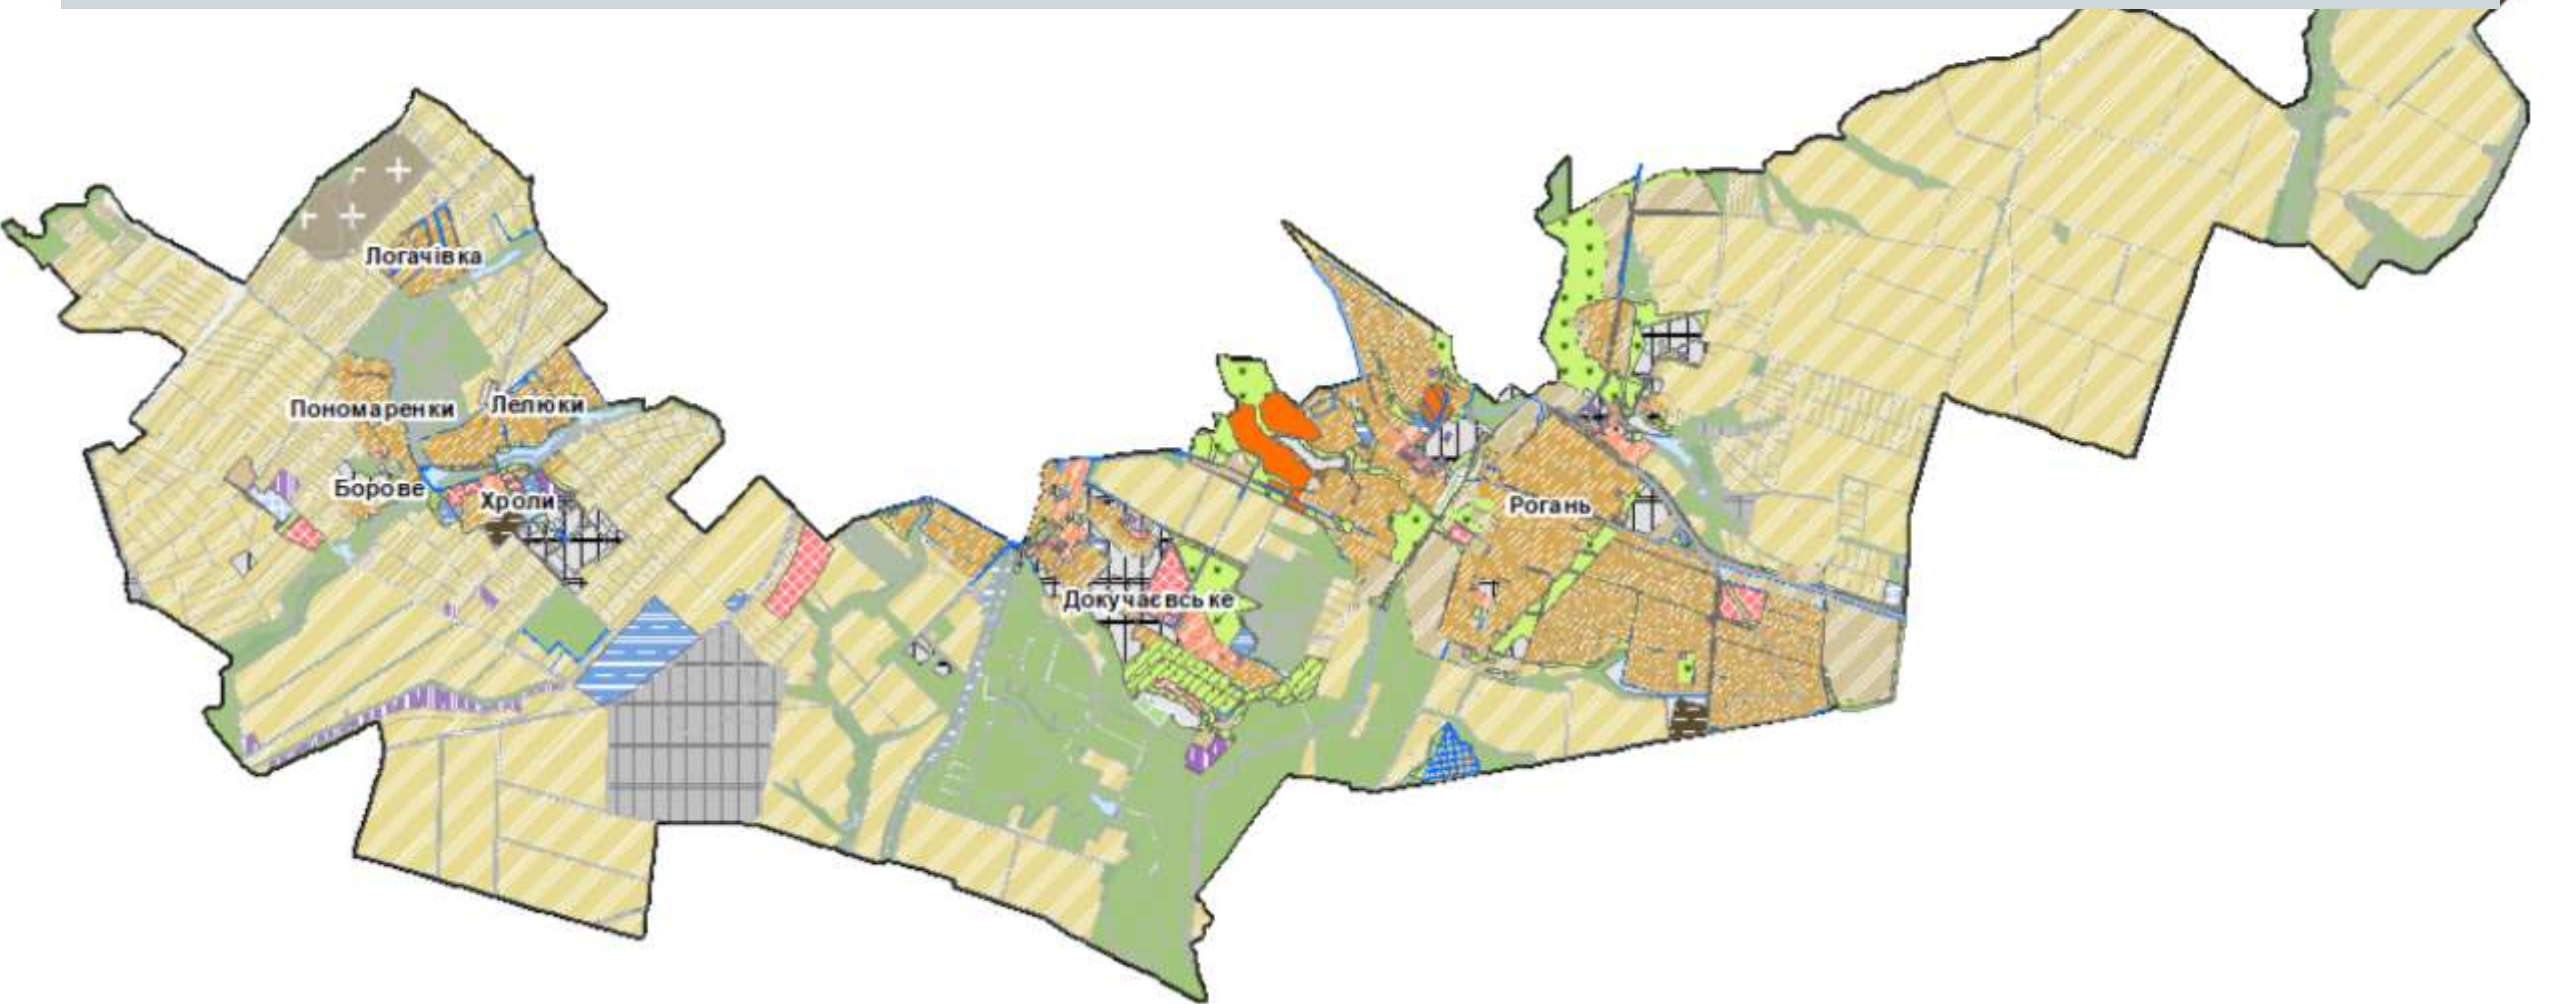 Логачівка
Пономаренки
Лелюки
Борове
Хроли
Рогань
Докучаєвське